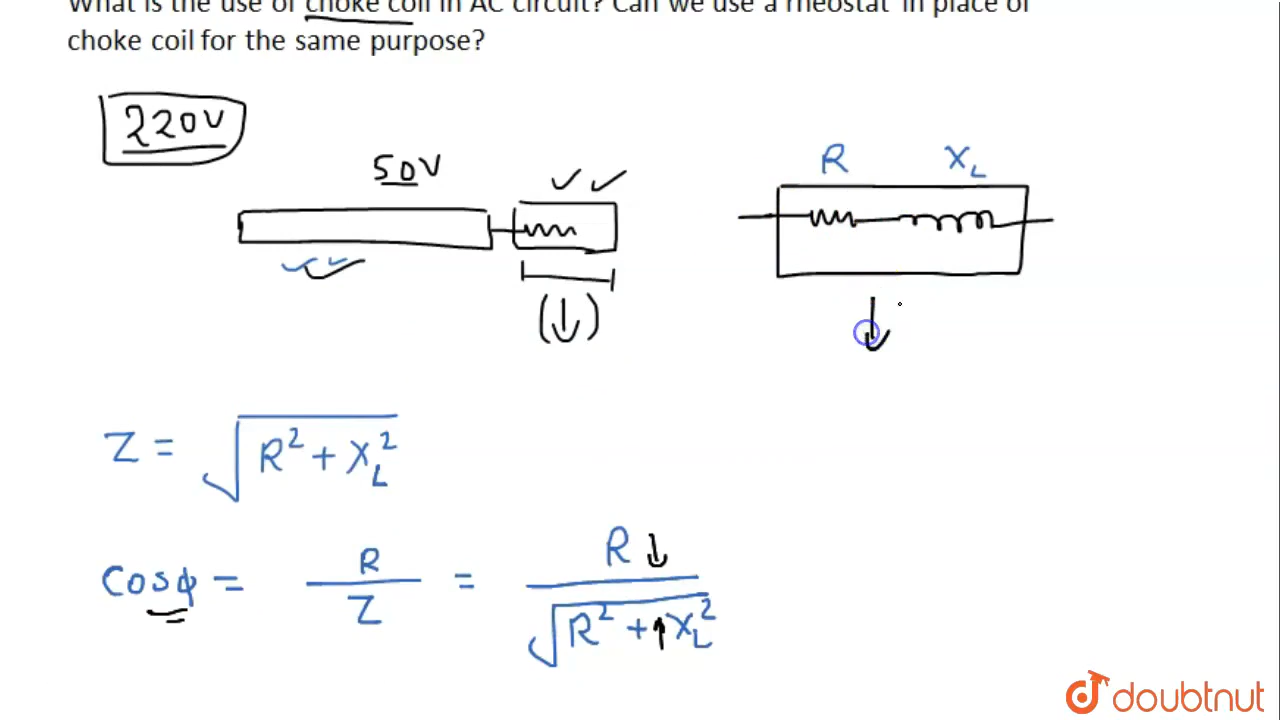 What is the use of choke coil in AC circuit? Can we use a rheostat in place of
choke coil for the same purpose?
220V
50V
R X_L
Z = √(R² + X_L²)
cosϕ = R/Z = R↓/√(R² + ↑X_L²)
doubtnut